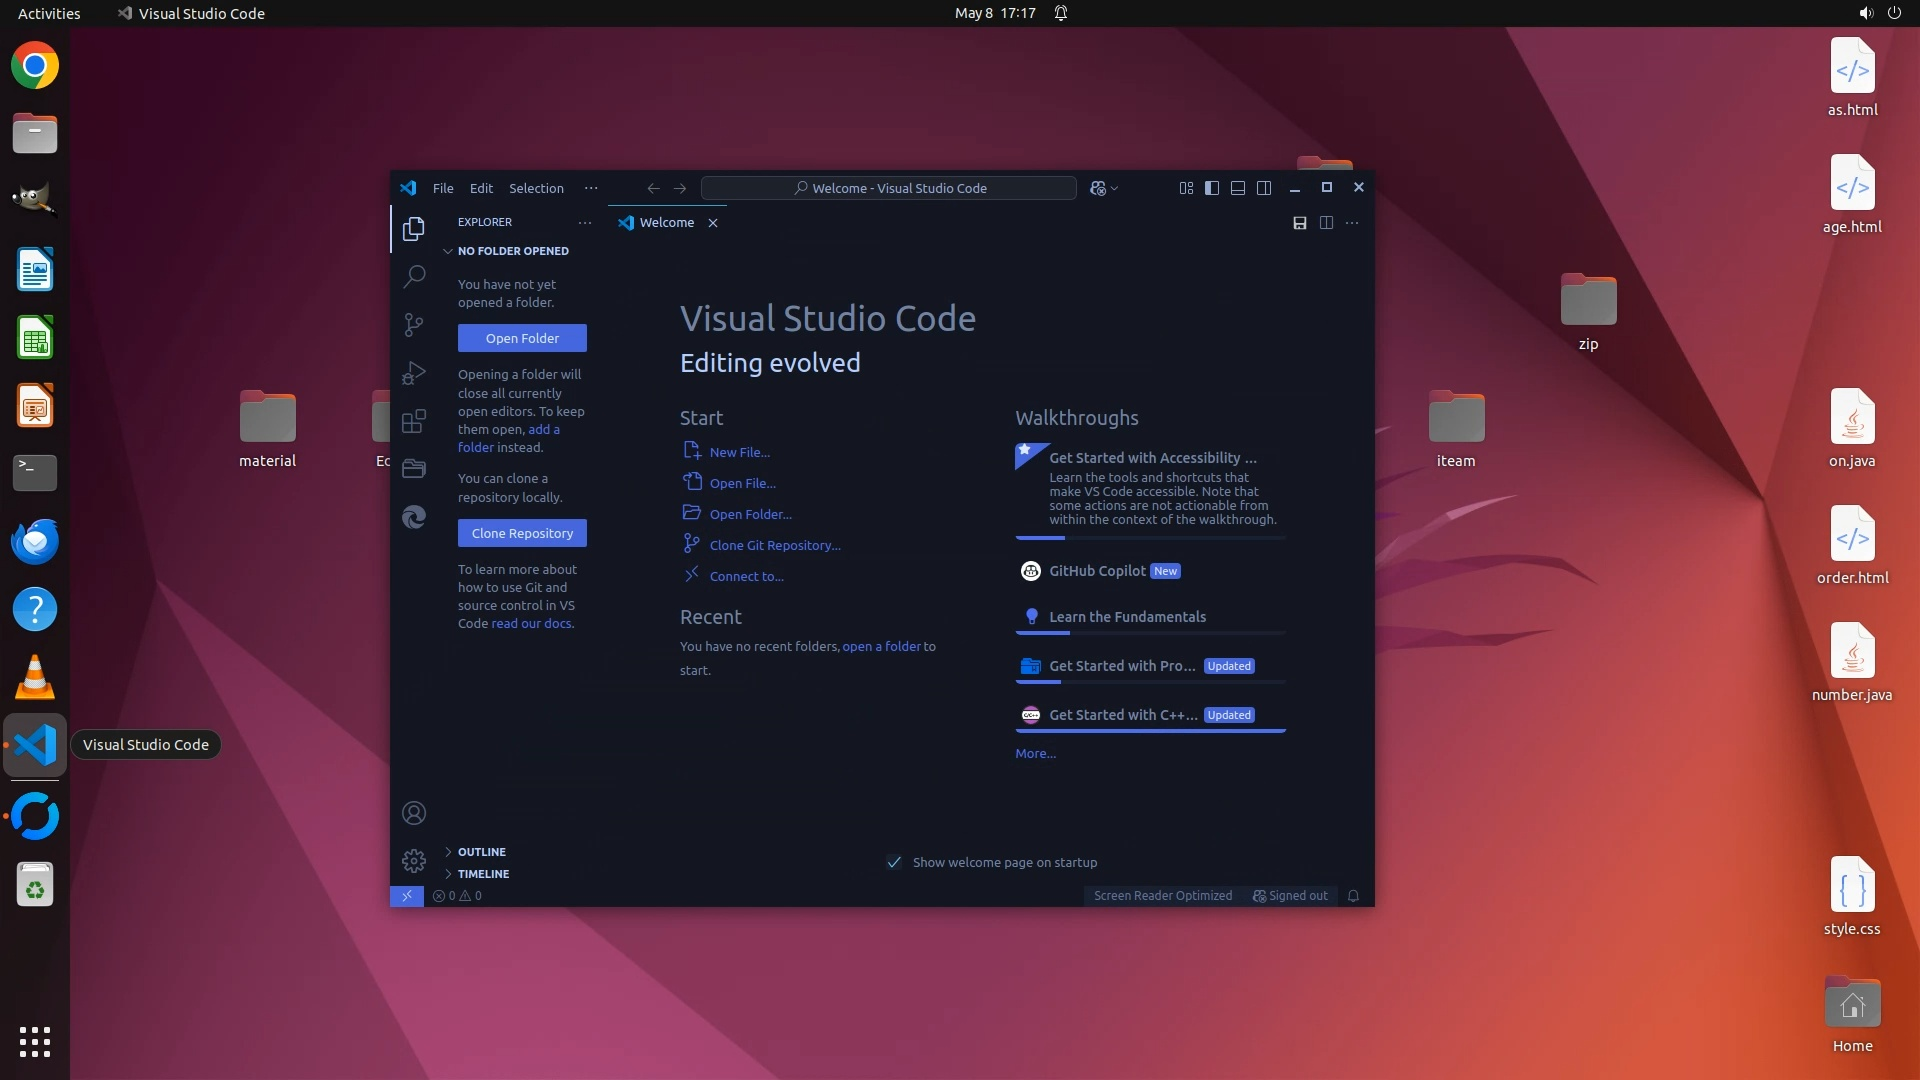 Activities
Visual Studio Code
May 8 17:17
File Edit Selection ···
Welcome - Visual Studio Code
EXPLORER
Welcome
NO FOLDER OPENED
You have not yet
opened a folder.
Open Folder
Opening a folder will
close all currently
open editors. To keep
them open, add a
folder instead.
You can clone a
repository locally.
Clone Repository
To learn more about
how to use Git and
source control in VS
Code read our docs.
OUTLINE
TIMELINE
Visual Studio Code
Editing evolved
Start
New File...
Open File...
Open Folder...
Clone Git Repository...
Connect to...
Recent
You have no recent folders, open a folder to
start.
Walkthroughs
Get Started with Accessibility ...
Learn the tools and shortcuts that
make VS Code accessible. Note that
some actions are not actionable from
within the context of the walkthrough.
GitHub Copilot New
Learn the Fundamentals
Get Started with Pro... Updated
Get Started with C++... Updated
More...
Show welcome page on startup
0 0
Screen Reader Optimized
Signed out
Visual Studio Code
material
Ec
zip
iteam
as.html
age.html
on.java
order.html
number.java
style.css
Home